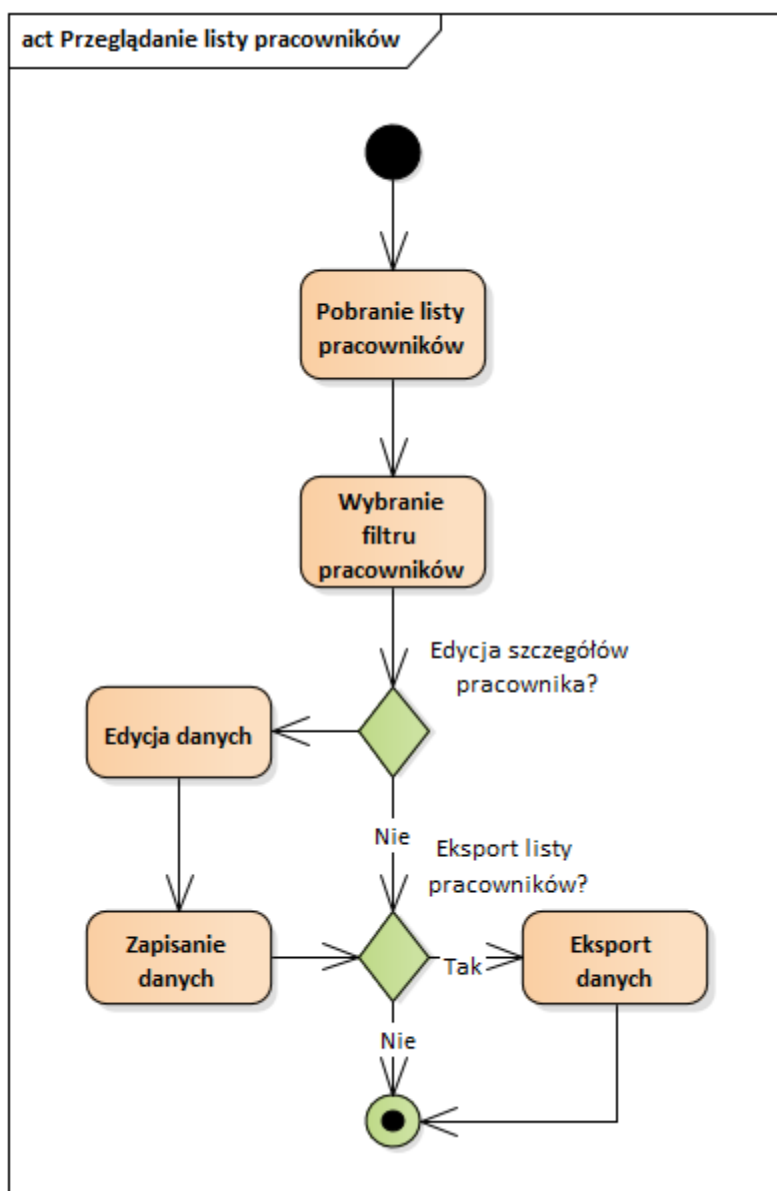 act Przeglądanie listy pracowników
Pobranie listy
pracowników
Wybranie
filtru
pracowników
Edycja szczegółów
pracownika?
Edycja danych
Nie
Eksport listy
pracowników?
Zapisanie
danych
Tak
Eksport
danych
Nie